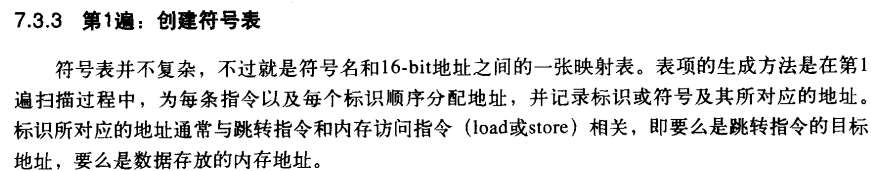 7.3.3 第1遍：创建符号表
符号表并不复杂，不过就是符号名和16-bit地址之间的一张映射表。表项的生成方法是在第1
遍扫描过程中，为每条指令以及每个标识顺序分配地址，并记录标识或符号及其所对应的地址。
标识所对应的地址通常与跳转指令和内存访问指令（load或store）相关，即要么是跳转指令的目标
地址，要么是数据存放的内存地址。